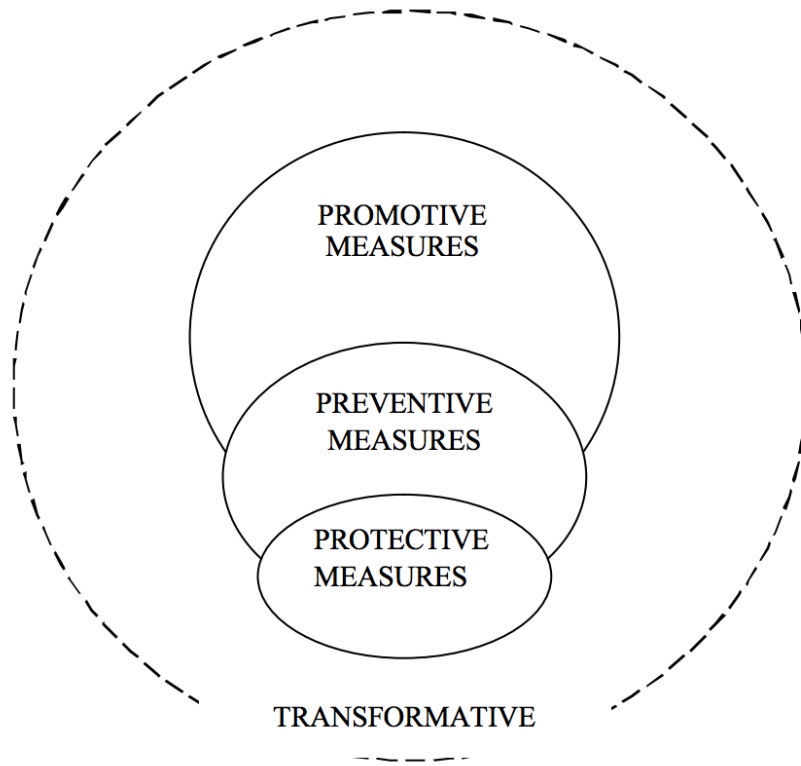 PROMOTIVE
MEASURES
PREVENTIVE
MEASURES
PROTECTIVE
MEASURES
TRANSFORMATIVE